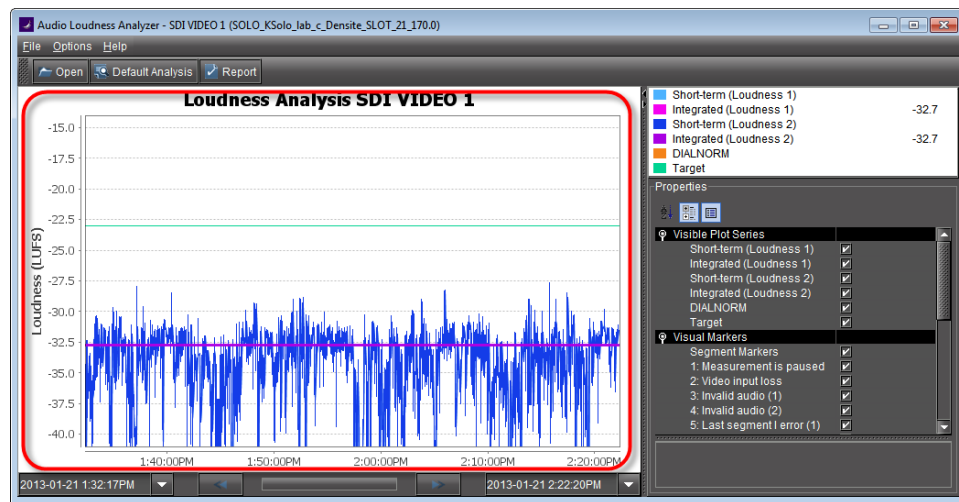 Audio Loudness Analyzer - SDI VIDEO 1 (SOLO_KSolo_lab_c_Densite_SLOT_21_170.0)
File Options Help
Open Default Analysis Report
Loudness Analysis SDI VIDEO 1
Loudness (LUFS)
-15.0
-17.5
-20.0
-22.5
-25.0
-27.5
-30.0
-32.5
-35.0
-37.5
-40.0
1:40:00PM 1:50:00PM 2:00:00PM 2:10:00PM 2:20:00PM
2013-01-21 1:32:17PM 2013-01-21 2:22:20PM
Short-term (Loudness 1)
Integrated (Loudness 1) -32.7
Short-term (Loudness 2)
Integrated (Loudness 2) -32.7
DIALNORM
Target
Properties
Visible Plot Series
Short-term (Loudness 1)
Integrated (Loudness 1)
Short-term (Loudness 2)
Integrated (Loudness 2)
DIALNORM
Target
Visual Markers
Segment Markers
1: Measurement is paused
2: Video input loss
3: Invalid audio (1)
4: Invalid audio (2)
5: Last segment I error (1)